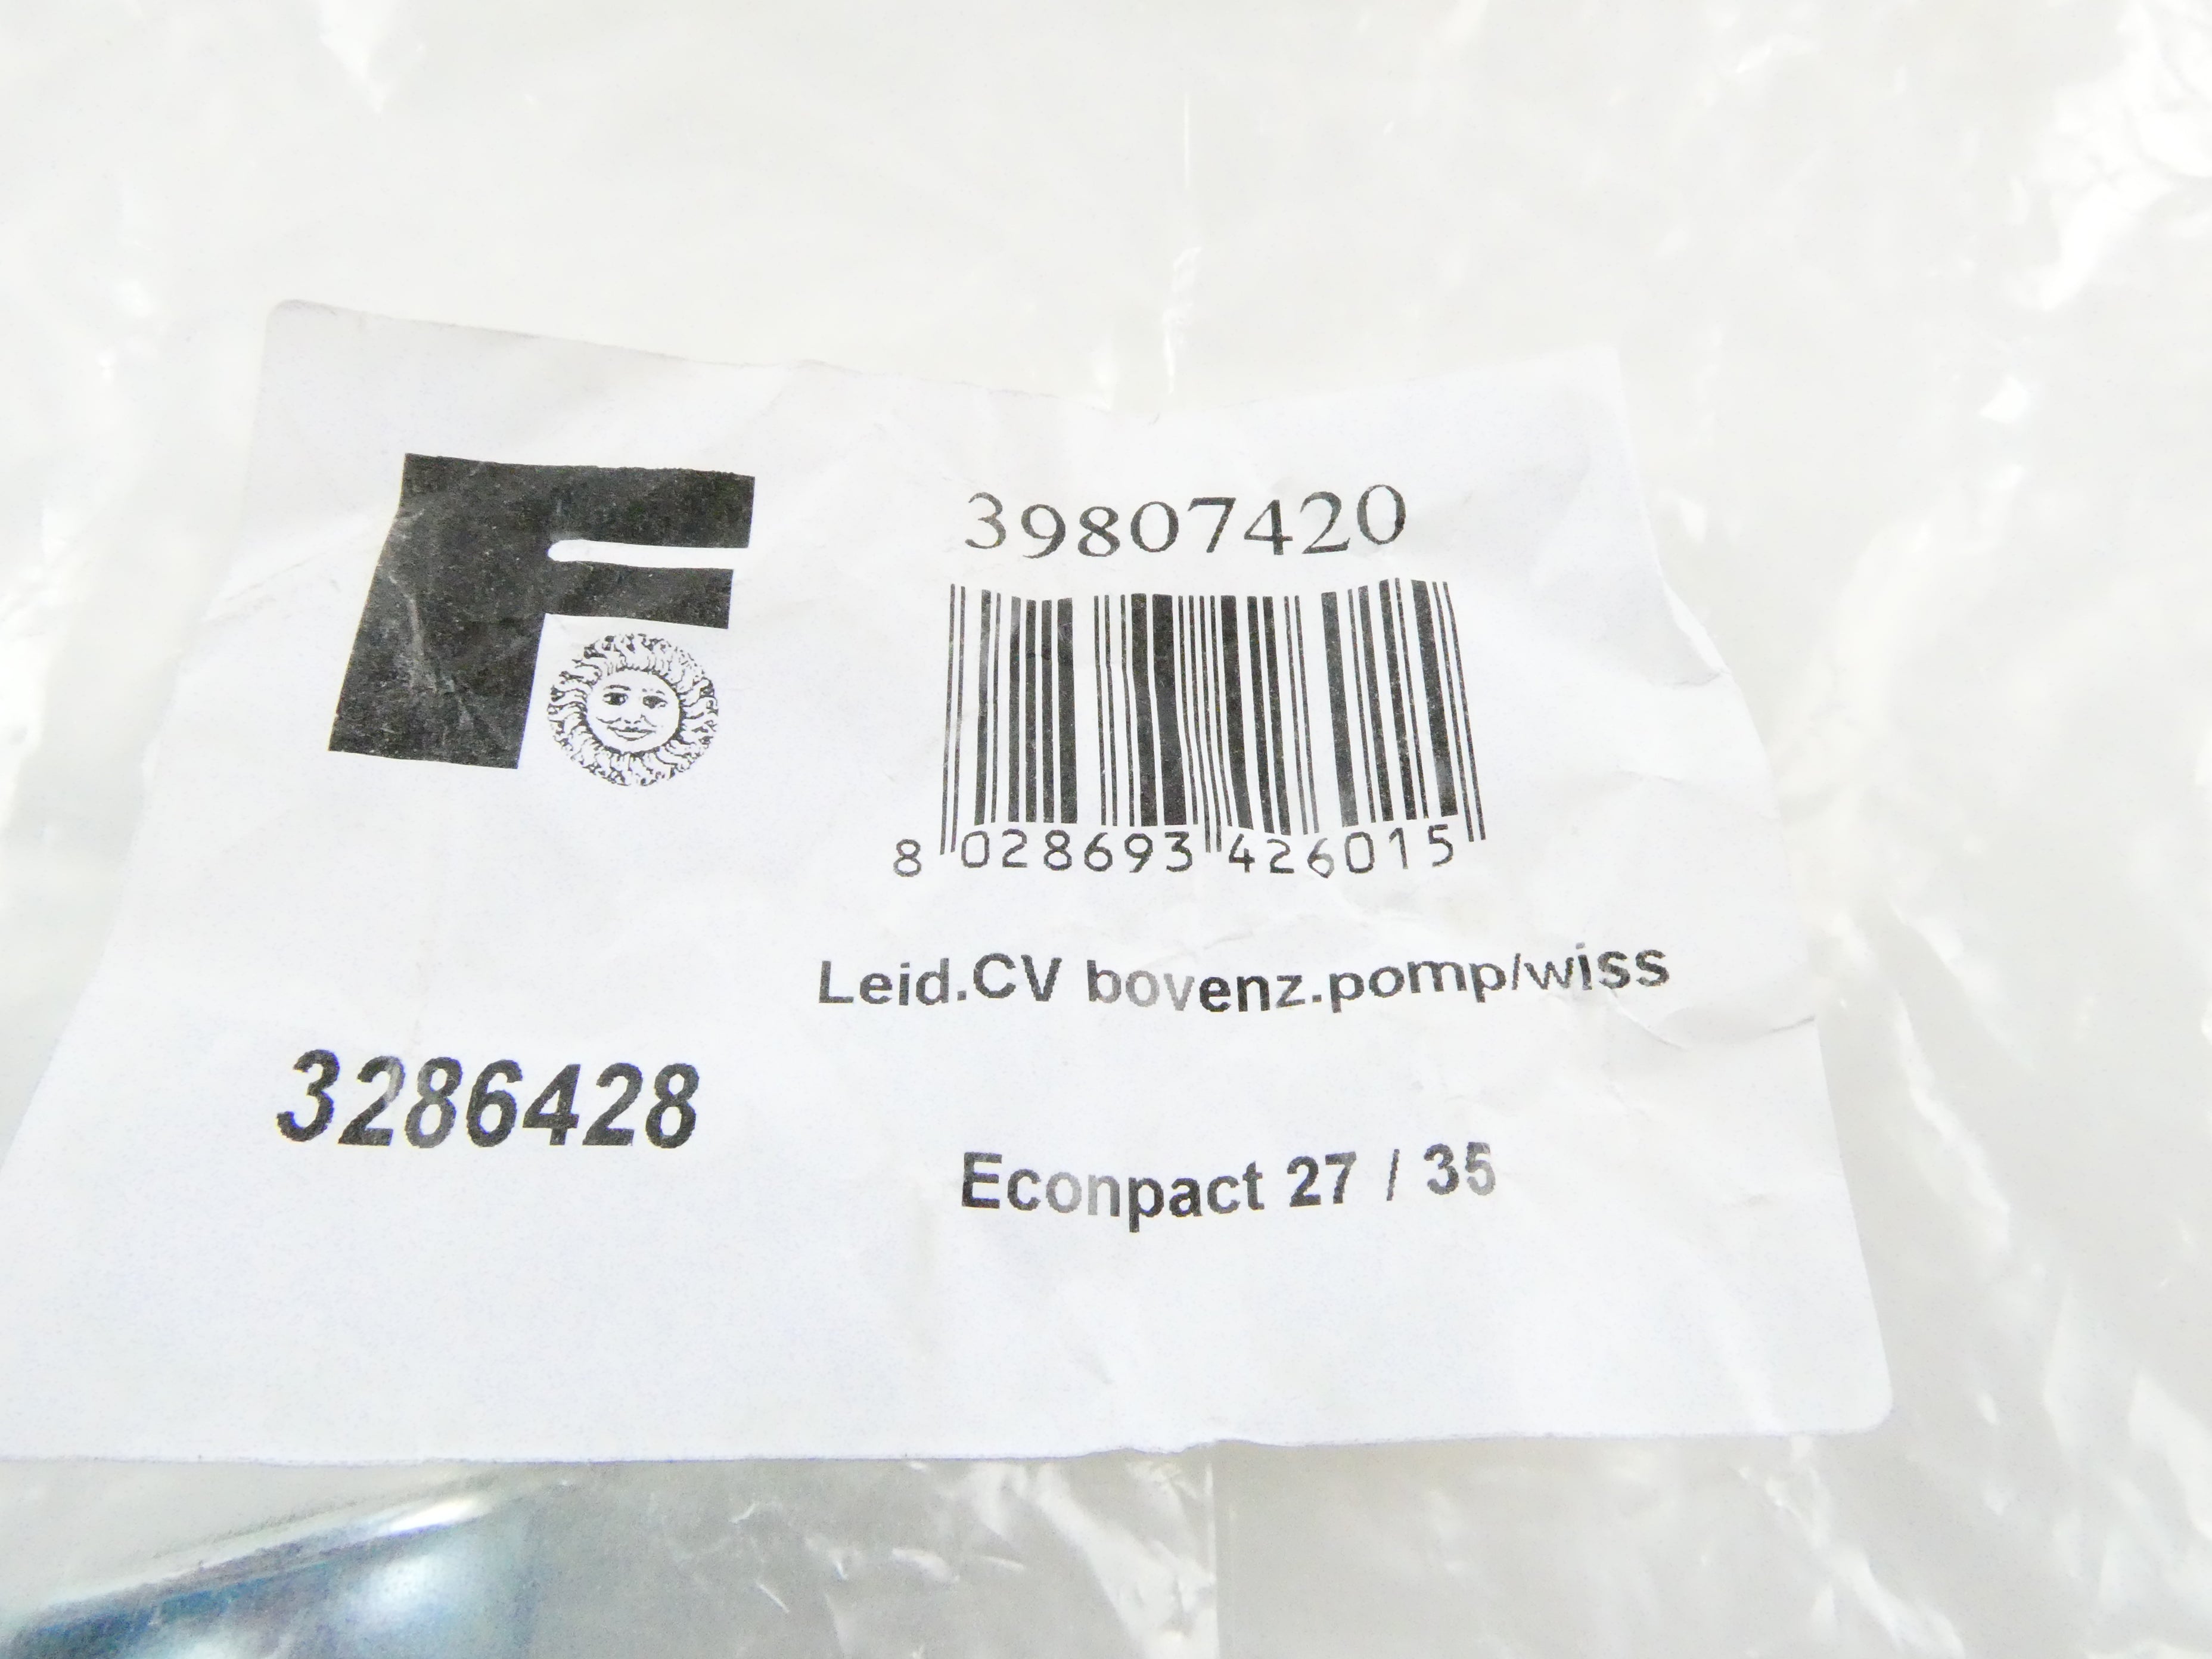 F
39807420
8 028693 426015
Leid.CV bovenz.pomp/wiss
3286428
Econpact 27 / 35